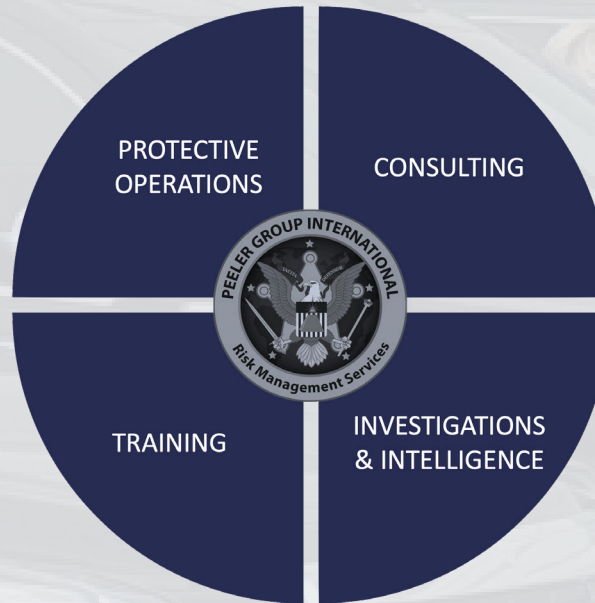 PROTECTIVE
OPERATIONS
CONSULTING
PEELER GROUP INTERNATIONAL
Risk Management Services
TRAINING
INVESTIGATIONS
& INTELLIGENCE